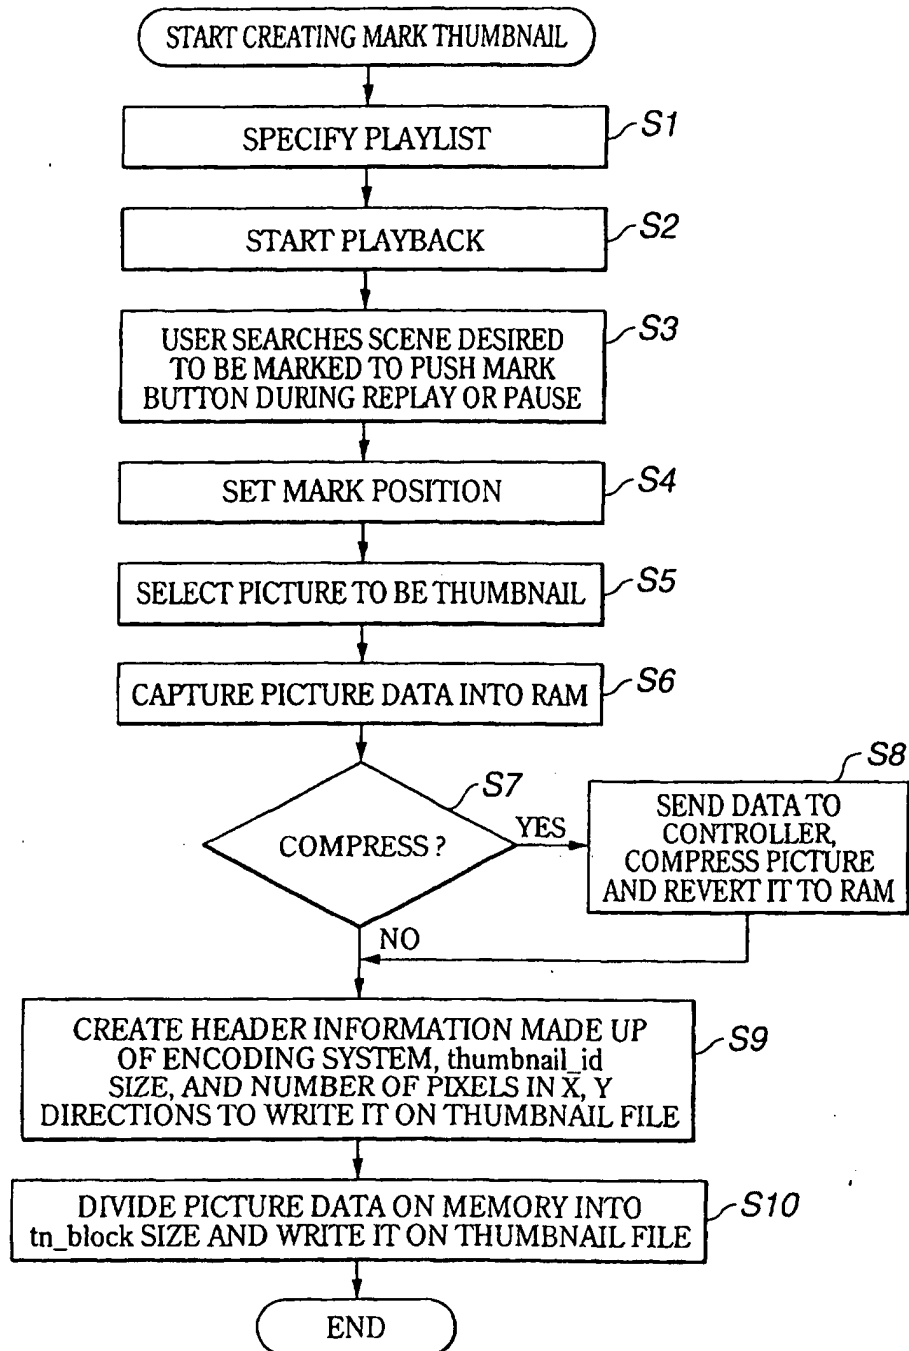 START CREATING MARK THUMBNAIL
SPECIFY PLAYLIST
S1
START PLAYBACK
S2
USER SEARCHES SCENE DESIRED
TO BE MARKED TO PUSH MARK
BUTTON DURING REPLAY OR PAUSE
S3
SET MARK POSITION
S4
SELECT PICTURE TO BE THUMBNAIL
S5
CAPTURE PICTURE DATA INTO RAM
S6
COMPRESS ?
S7
YES
SEND DATA TO
CONTROLLER,
COMPRESS PICTURE
AND REVERT IT TO RAM
S8
NO
CREATE HEADER INFORMATION MADE UP
OF ENCODING SYSTEM, thumbnail_id
SIZE, AND NUMBER OF PIXELS IN X, Y
DIRECTIONS TO WRITE IT ON THUMBNAIL FILE
S9
DIVIDE PICTURE DATA ON MEMORY INTO
tn_block SIZE AND WRITE IT ON THUMBNAIL FILE
S10
END